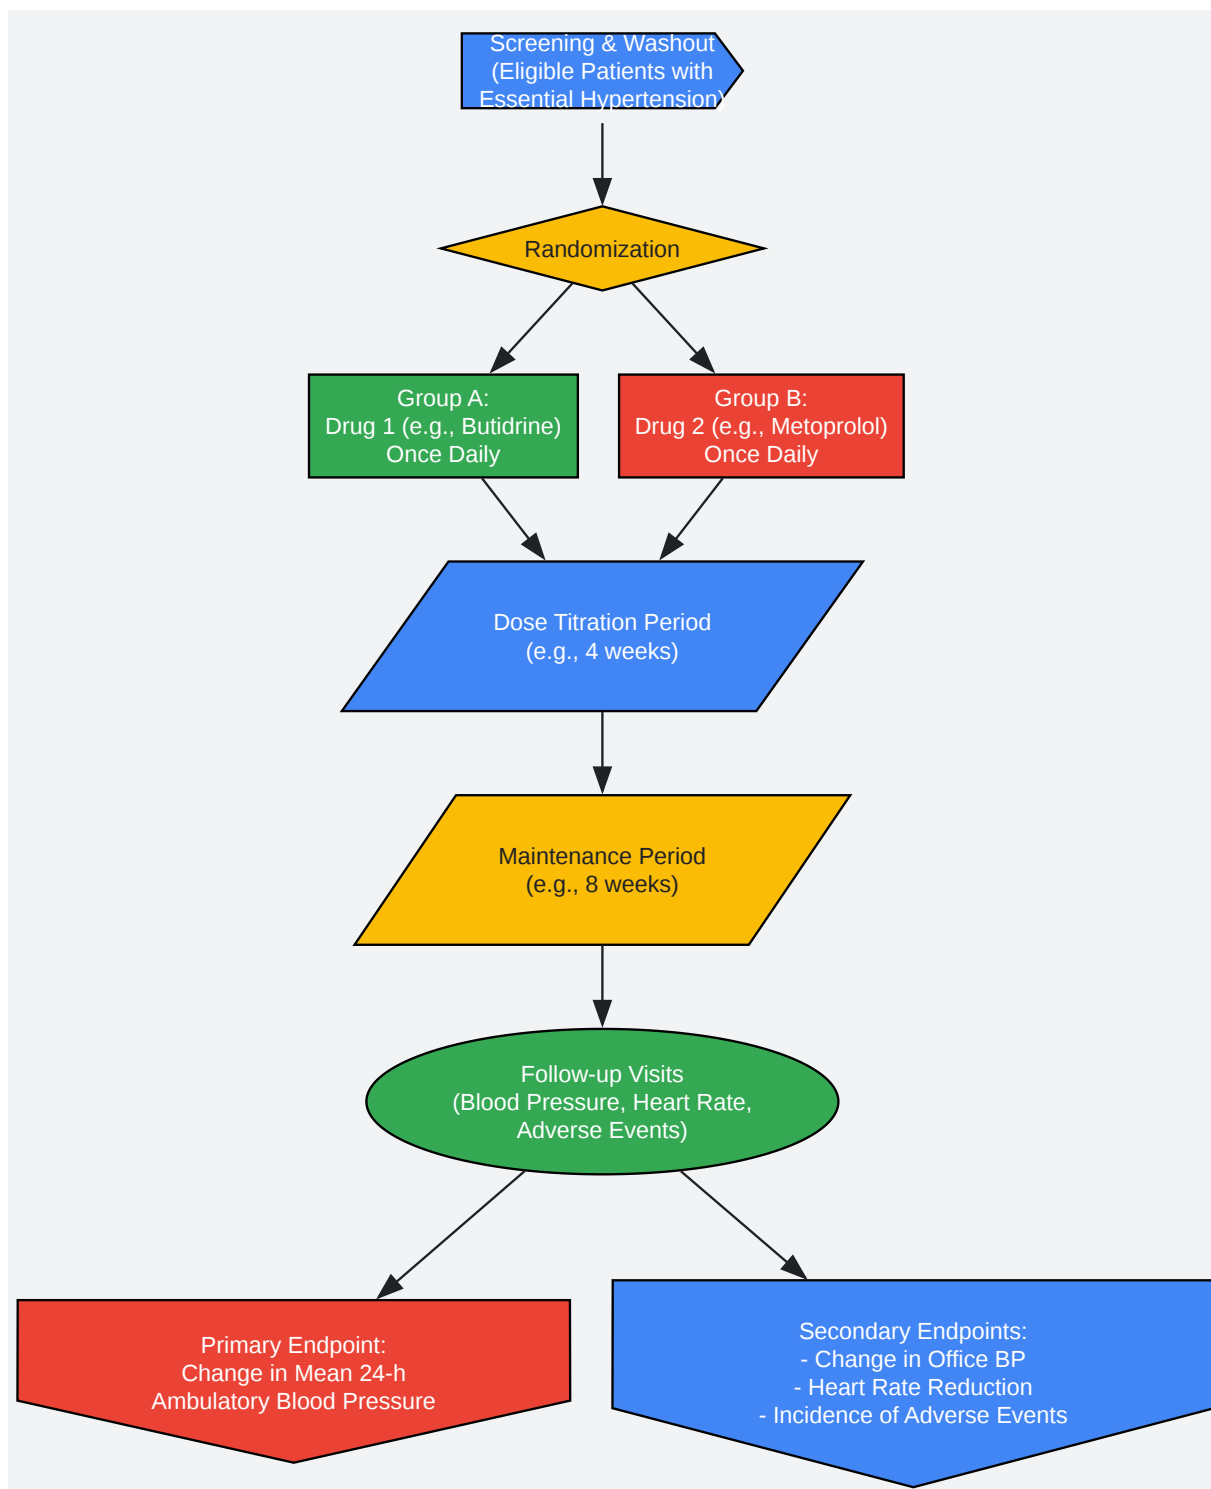 Screening & Washout
(Eligible Patients with
Essential Hypertension)
Randomization
Group A:
Drug 1 (e.g., Butidrine)
Once Daily
Group B:
Drug 2 (e.g., Metoprolol)
Once Daily
Dose Titration Period
(e.g., 4 weeks)
Maintenance Period
(e.g., 8 weeks)
Follow-up Visits
(Blood Pressure, Heart Rate,
Adverse Events)
Primary Endpoint:
Change in Mean 24-h
Ambulatory Blood Pressure
Secondary Endpoints:
- Change in Office BP
- Heart Rate Reduction
- Incidence of Adverse Events